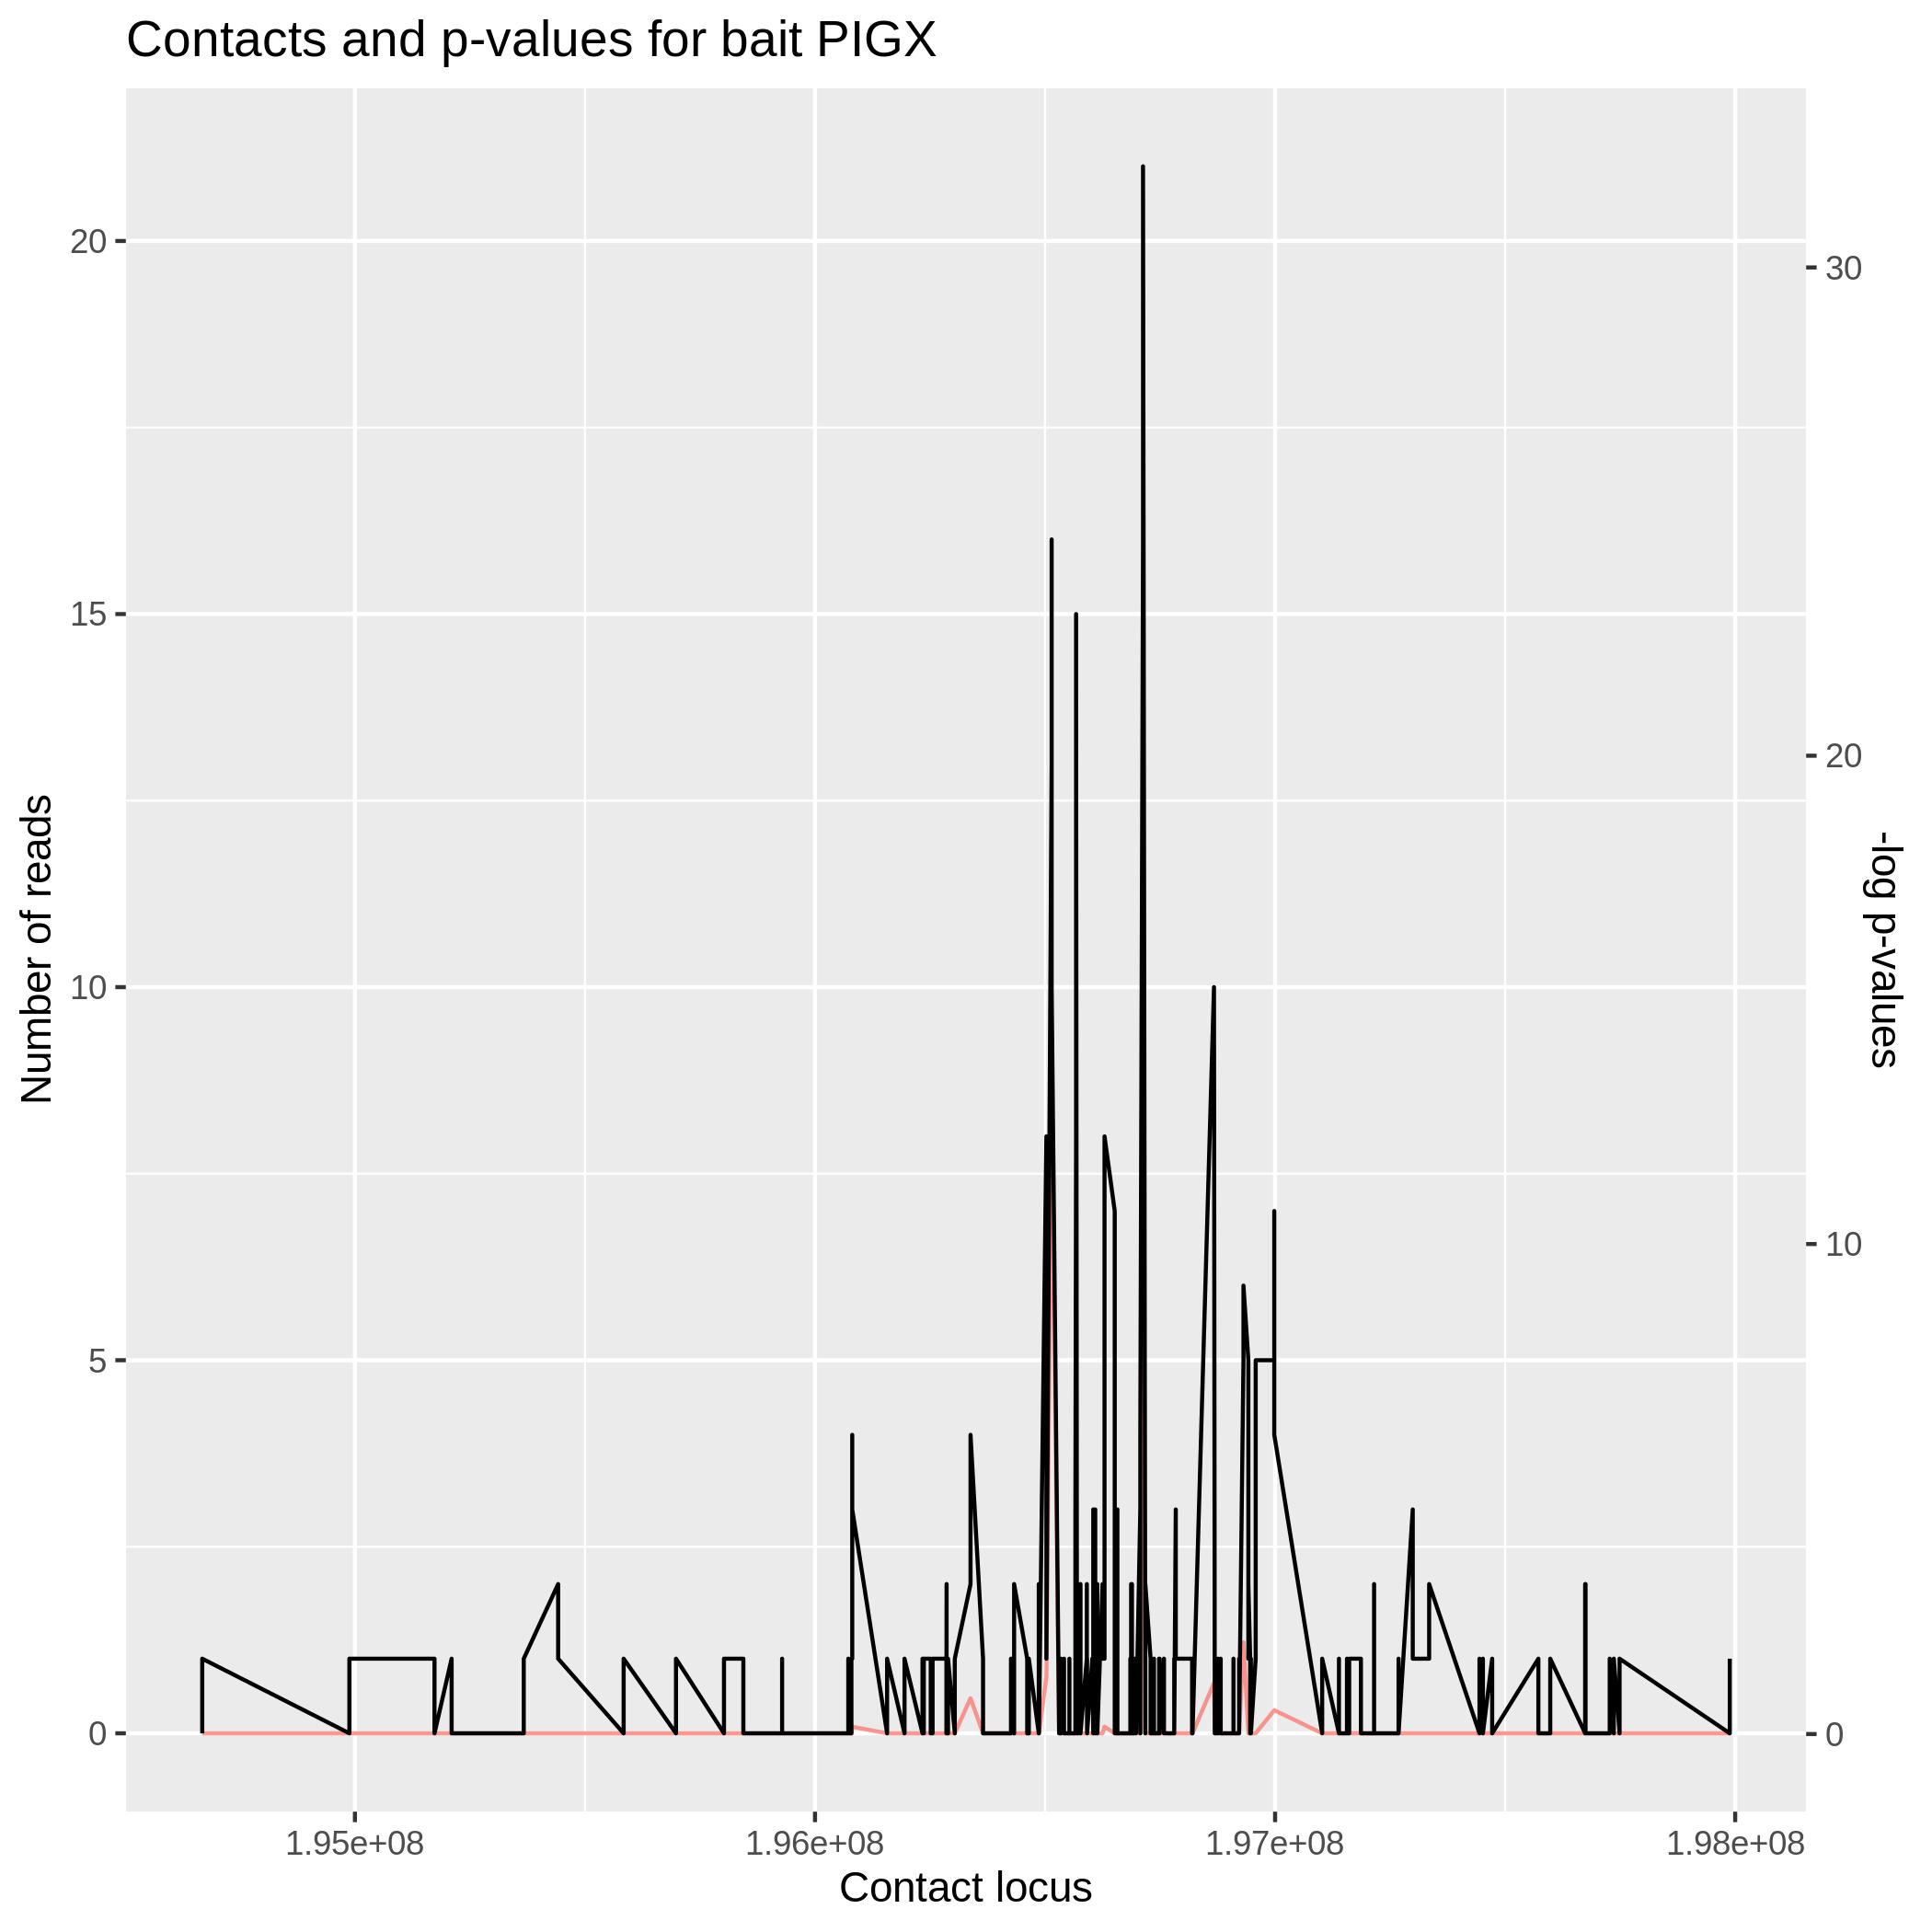 Contacts and p-values for bait PIGX
20
15
10
5
0
Number of reads
30
20
10
0
-log p-values
1.95e+08
1.96e+08
1.97e+08
1.98e+08
Contact locus